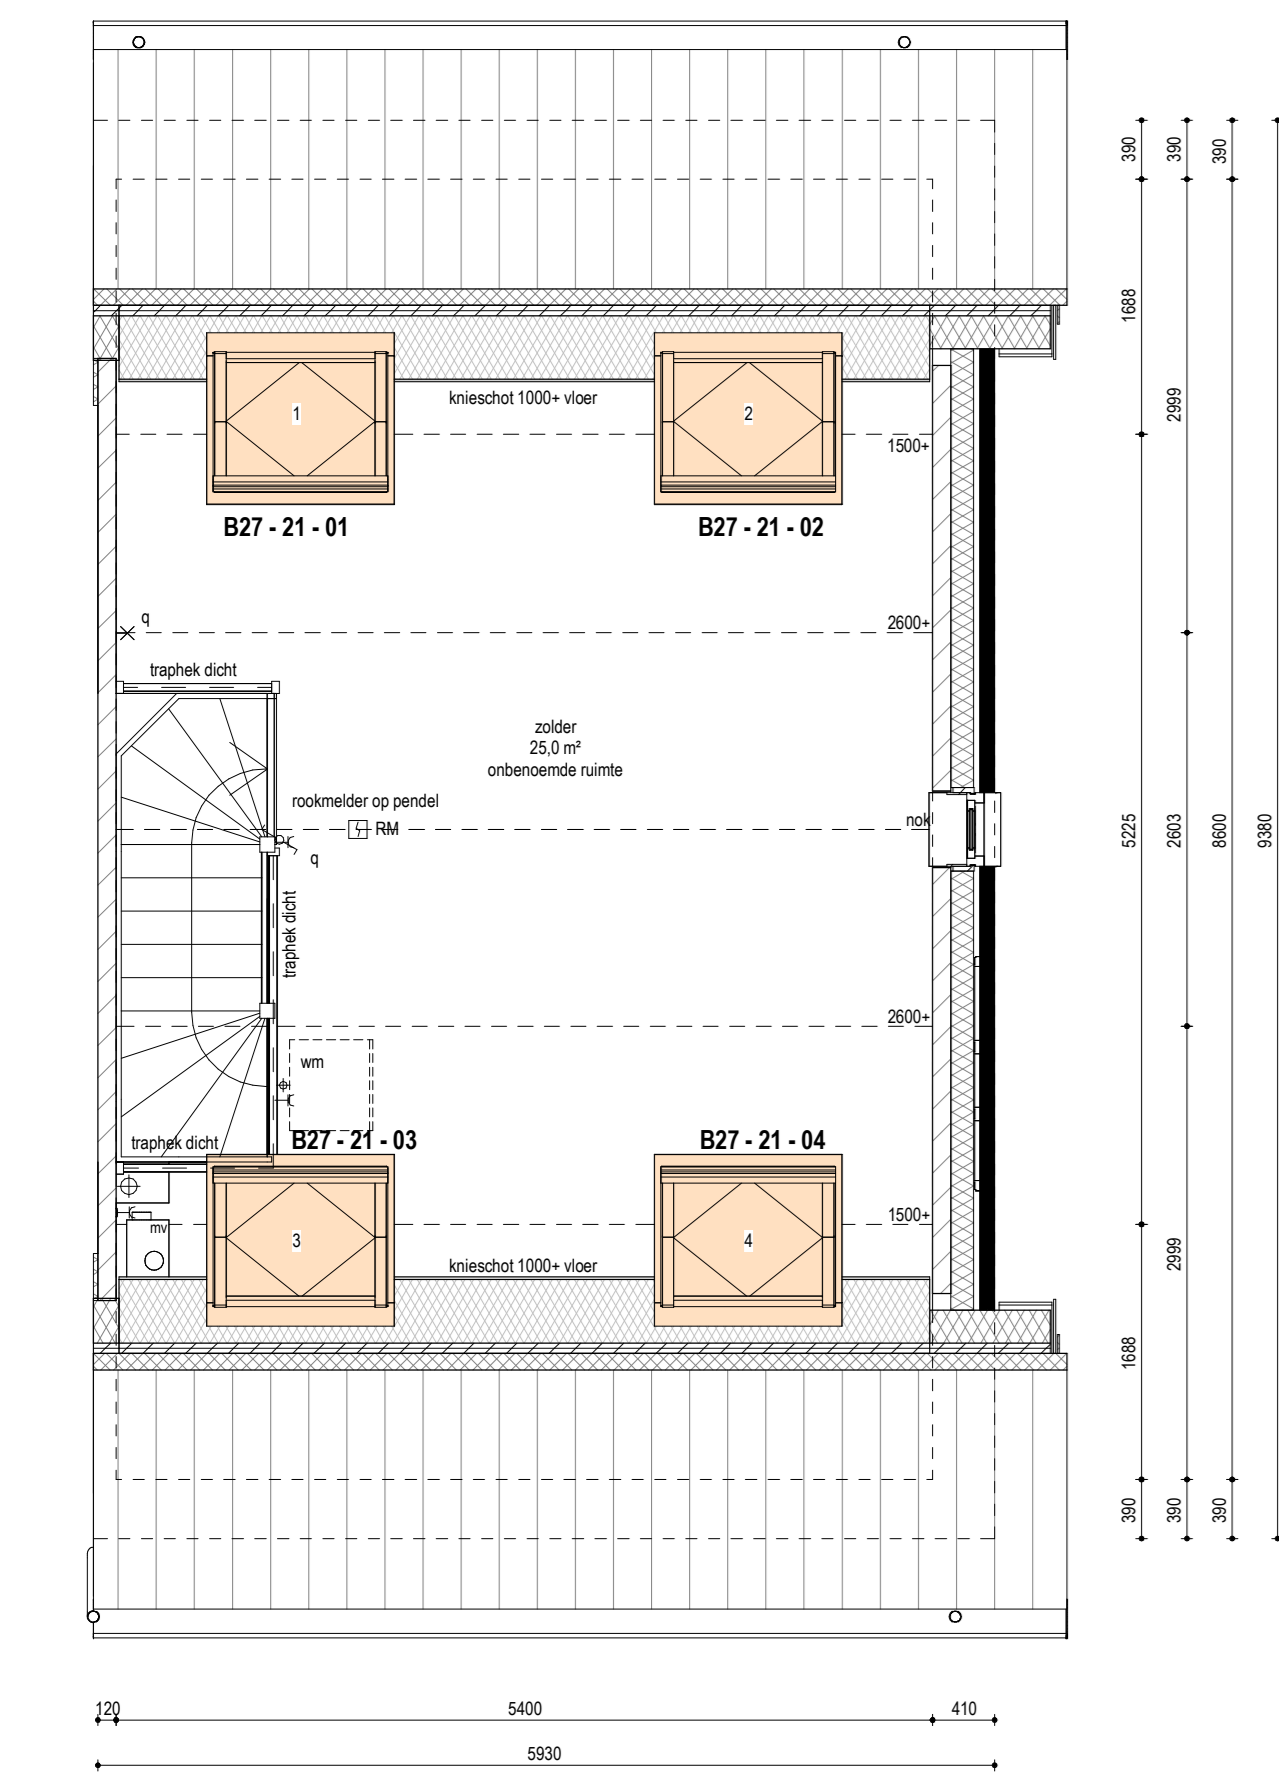 390
390
390
1688
1
knieschot 1000+ vloer
2
2999
1500+
B27 - 21 - 01
B27 - 21 - 02
q
2600+
traphek dicht
zolder
25,0 m²
onbenoemde ruimte
rookmelder op pendel
RM
nok
q
5225
2603
8600
9380
traphek dicht
2600+
wm
traphek dicht
B27 - 21 - 03
B27 - 21 - 04
1500+
mv
3
4
2999
knieschot 1000+ vloer
1688
390
390
390
120
5400
410
5930